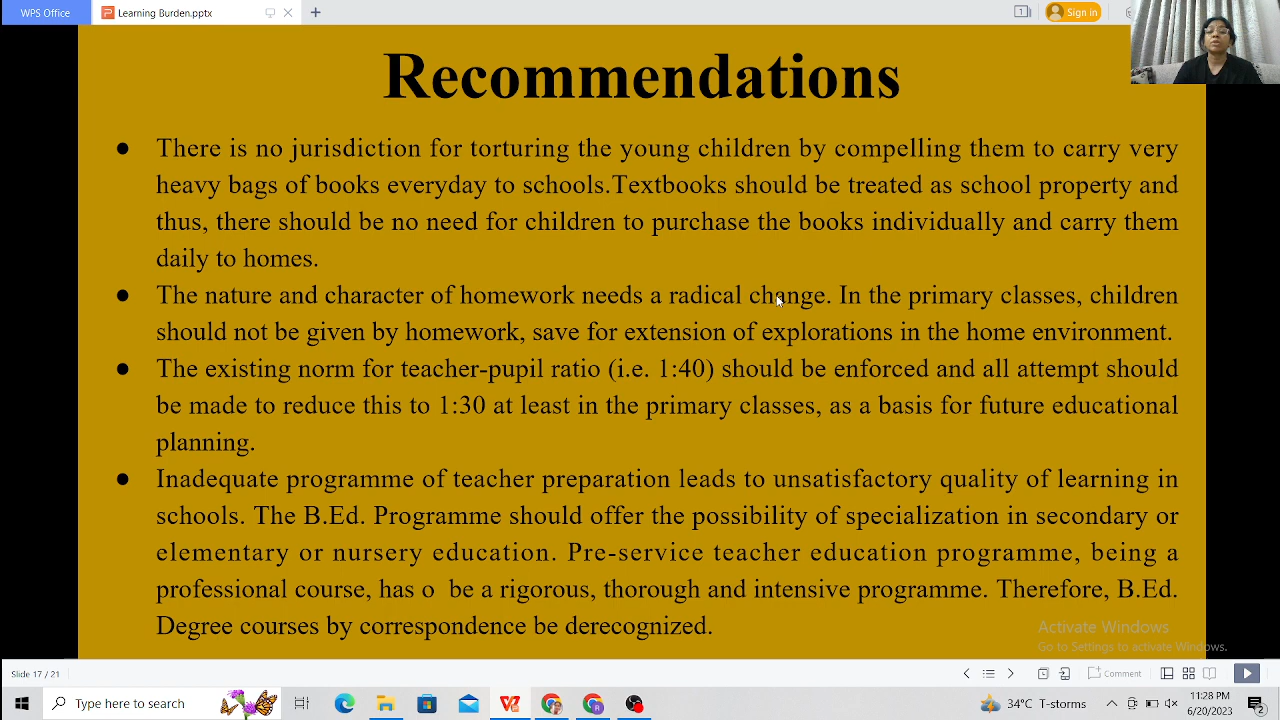 WPS Office
Learning Burden.pptx
Sign in
Recommendations
● There is no jurisdiction for torturing the young children by compelling them to carry very
heavy bags of books everyday to schools.Textbooks should be treated as school property and
thus, there should be no need for children to purchase the books individually and carry them
daily to homes.
● The nature and character of homework needs a radical change. In the primary classes, children
should not be given by homework, save for extension of explorations in the home environment.
● The existing norm for teacher-pupil ratio (i.e. 1:40) should be enforced and all attempt should
be made to reduce this to 1:30 at least in the primary classes, as a basis for future educational
planning.
● Inadequate programme of teacher preparation leads to unsatisfactory quality of learning in
schools. The B.Ed. Programme should offer the possibility of specialization in secondary or
elementary or nursery education. Pre-service teacher education programme, being a
professional course, has o be a rigorous, thorough and intensive programme. Therefore, B.Ed.
Degree courses by correspondence be derecognized.
Activate Windows
Go to Settings to activate Windows.
Slide 17 / 21
Comment
Type here to search
34°C T-storms
11:28 PM
6/20/2023
2